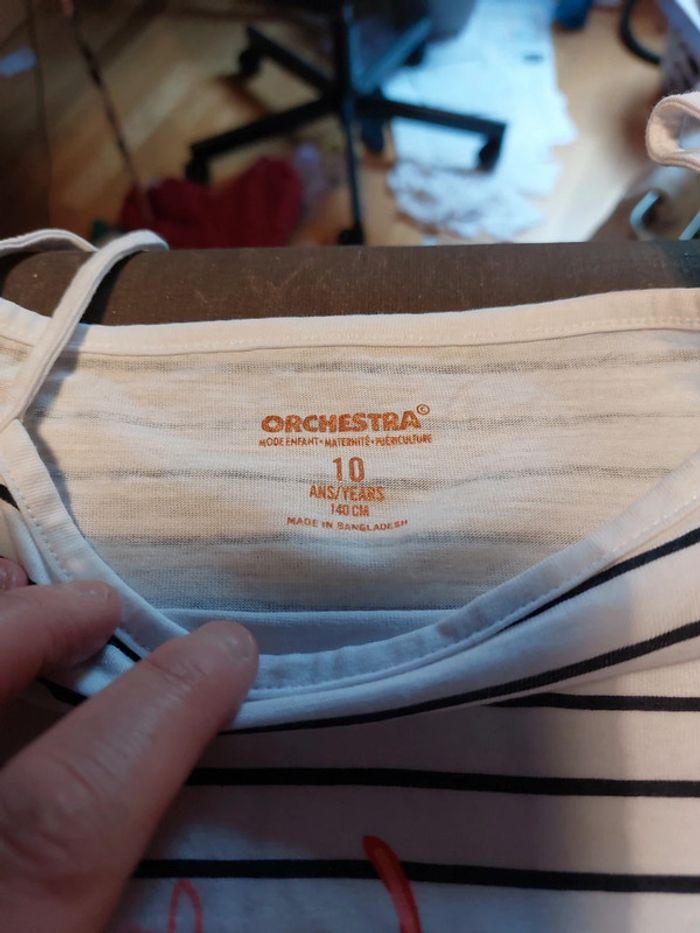 ORCHESTRA©
MODE ENFANT • MATERNITÉ • PUÉRICULTURE
10
ANS/YEARS
140 CM
MADE IN BANGLADESH